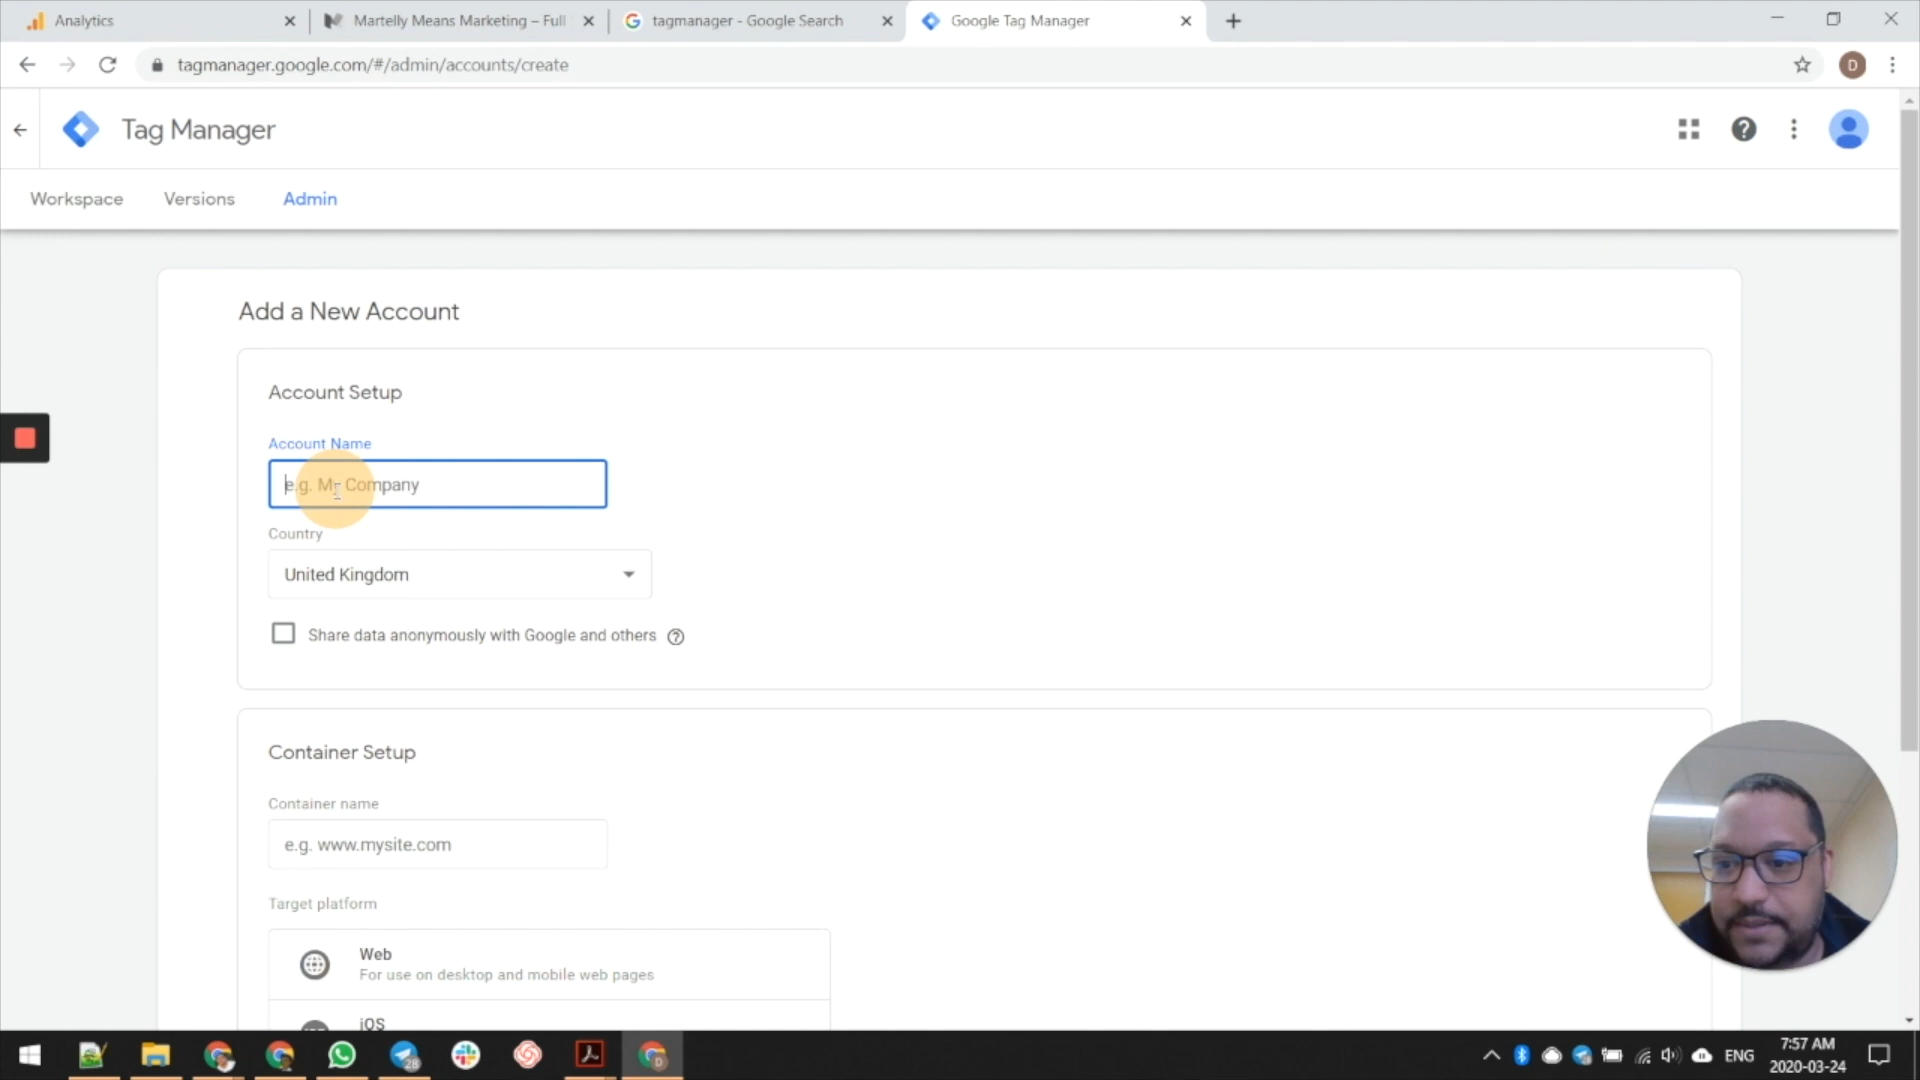 Analytics
Martelly Means Marketing – Full
tagmanager - Google Search
Google Tag Manager
tagmanager.google.com/#/admin/accounts/create
D
Tag Manager
Workspace
Versions
Admin
Add a New Account
Account Setup
Account Name
e.g. My Company
Country
United Kingdom
Share data anonymously with Google and others
Container Setup
Container name
e.g. www.mysite.com
Target platform
Web
For use on desktop and mobile web pages
iOS
28
D
ENG
7:57 AM
2020-03-24